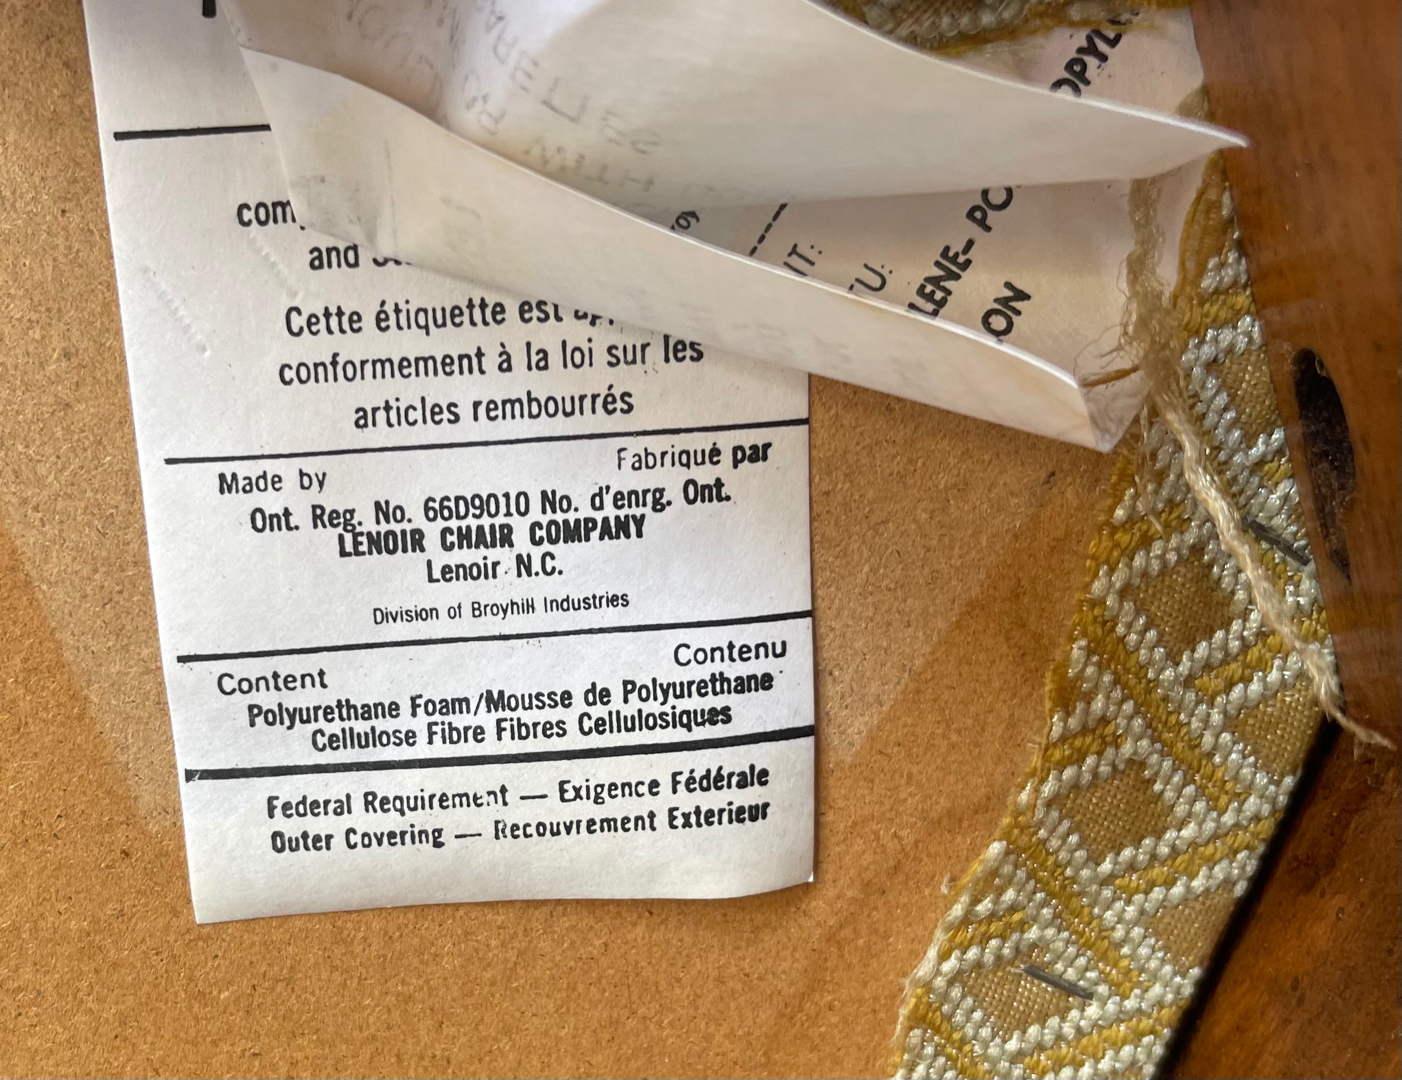 and
Cette étiquette est
conformement à la loi sur les
articles rembourrés
Made by Fabriqué par
Ont. Reg. No. 66D9010 No. d'enrg. Ont.
LENOIR CHAIR COMPANY
Lenoir N.C.
Division of Broyhill Industries
Content Contenu
Polyurethane Foam/Mousse de Polyurethane
Cellulose Fibre Fibres Cellulosiques
Federal Requirement — Exigence Fédérale
Outer Covering — Recouvrement Exterieur